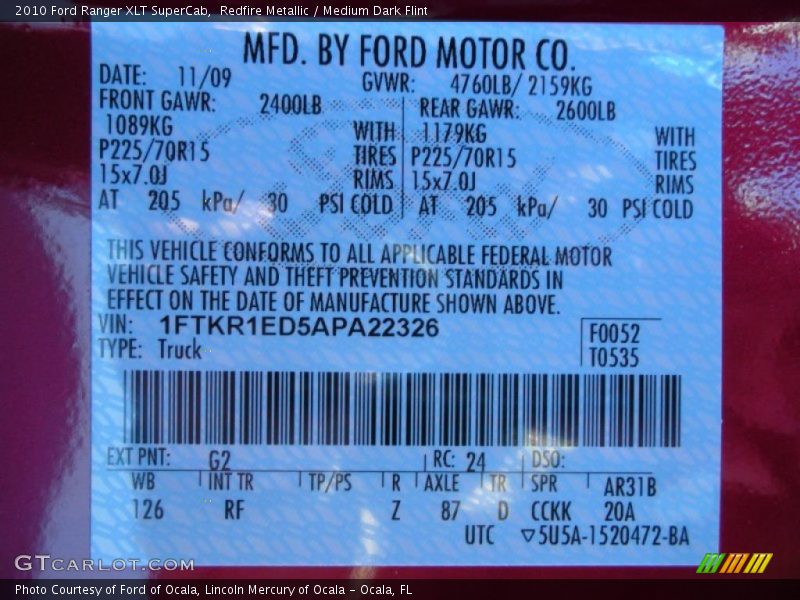 2010 Ford Ranger XLT SuperCab, Redfire Metallic / Medium Dark Flint
MFD. BY FORD MOTOR CO.
DATE: 11/09 GVWR: 4760LB/ 2159KG
FRONT GAWR: 2400LB REAR GAWR: 2600LB
1089KG WITH 1179KG WITH
P225/70R15 TIRES P225/70R15 TIRES
15x7.0J RIMS 15x7.0J RIMS
AT 205 kPa/ 30 PSI COLD AT 205 kPa/ 30 PSI COLD
THIS VEHICLE CONFORMS TO ALL APPLICABLE FEDERAL MOTOR
VEHICLE SAFETY AND THEFT PREVENTION STANDARDS IN
EFFECT ON THE DATE OF MANUFACTURE SHOWN ABOVE.
VIN: 1FTKR1ED5APA22326 F0052
TYPE: Truck T0535
EXT PNT: G2 RC: 24 DSO:
WB INT TR TP/PS R AXLE TR SPR AR31B
126 RF Z 87 D CCKK 20A
UTC ▽5U5A-1520472-BA
GTCARLOT.COM
Photo Courtesy of Ford of Ocala, Lincoln Mercury of Ocala - Ocala, FL